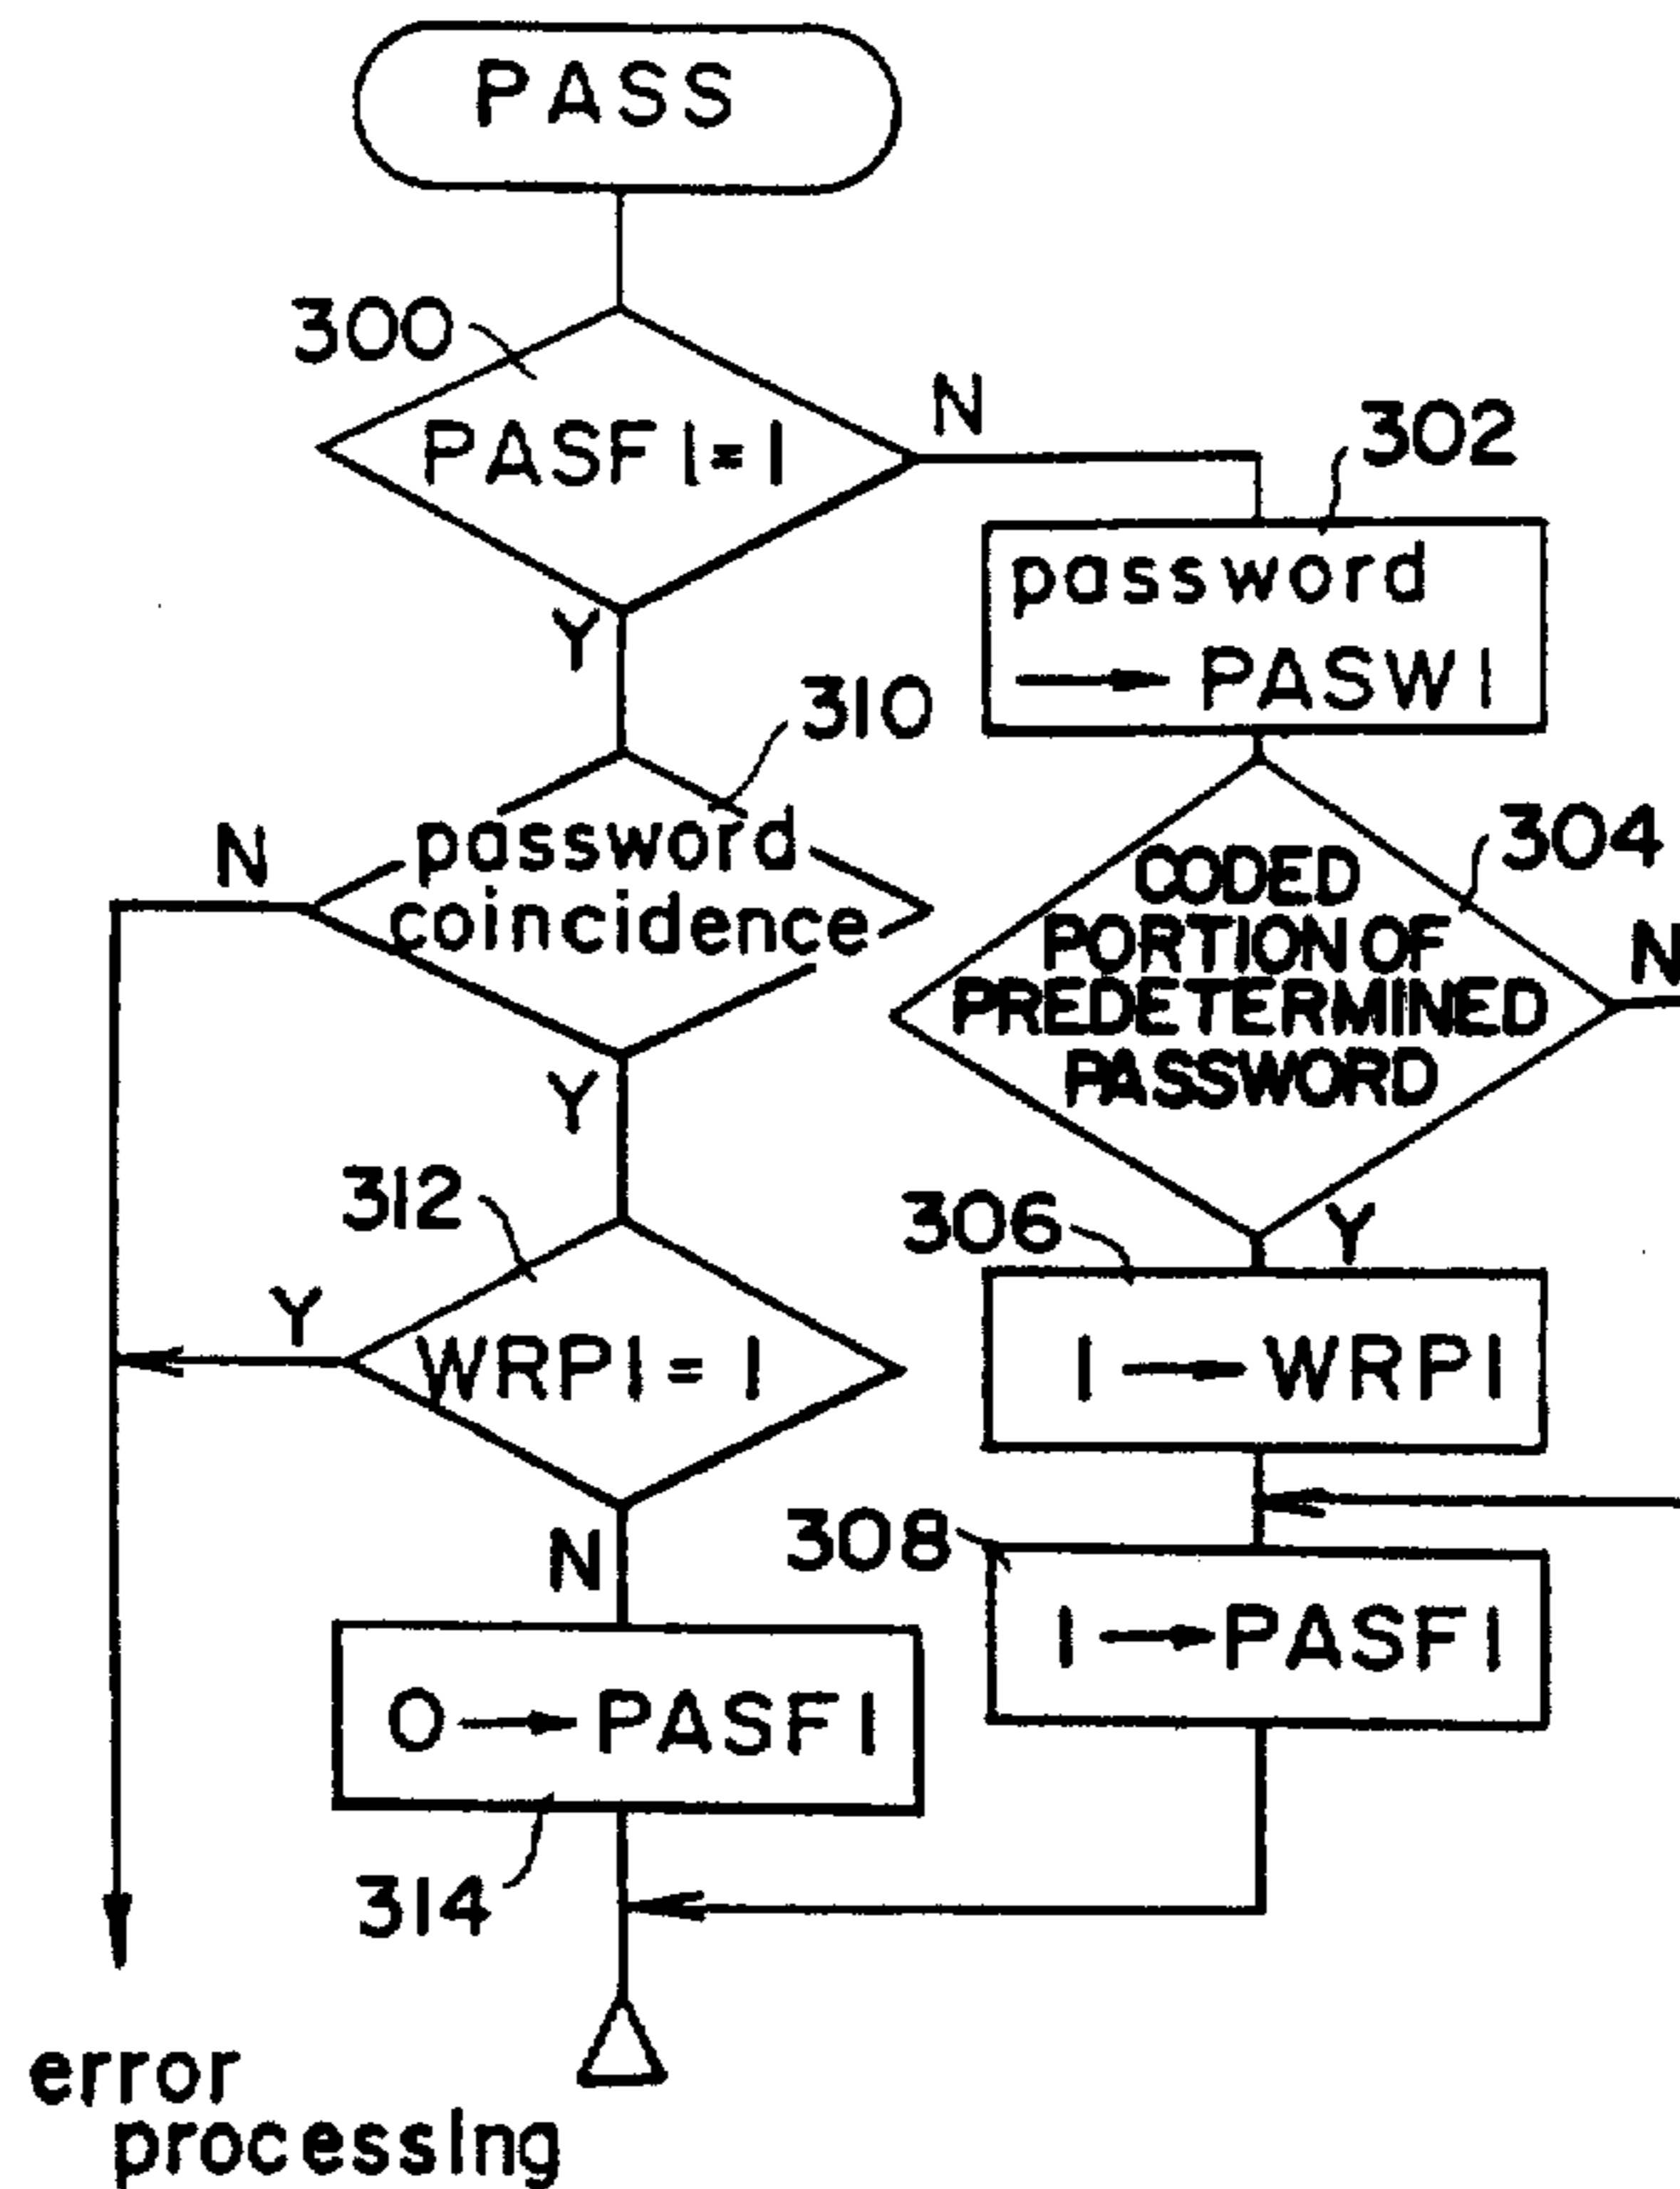 PASS
300
PASF1=1
N
302
password
→ PASW1
Y
310
N
password
coincidence
304
CODED
PORTION OF
PREDETERMINED
PASSWORD
N
Y
312
306
Y
Y
WRP1=1
1→WRP1
308
N
1→PASF1
0→PASF1
314
error
processing